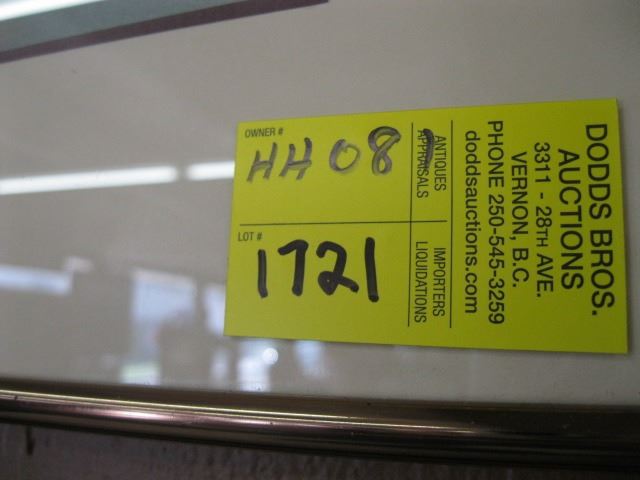 OWNER #
HH08
LOT #
1721
ANTIQUES
APPRAISALS
IMPORTERS
LIQUIDATIONS
DODDS BROS.
AUCTIONS
3311 - 28TH AVE.
VERNON, B.C.
PHONE 250-545-3259
doddsauctions.com